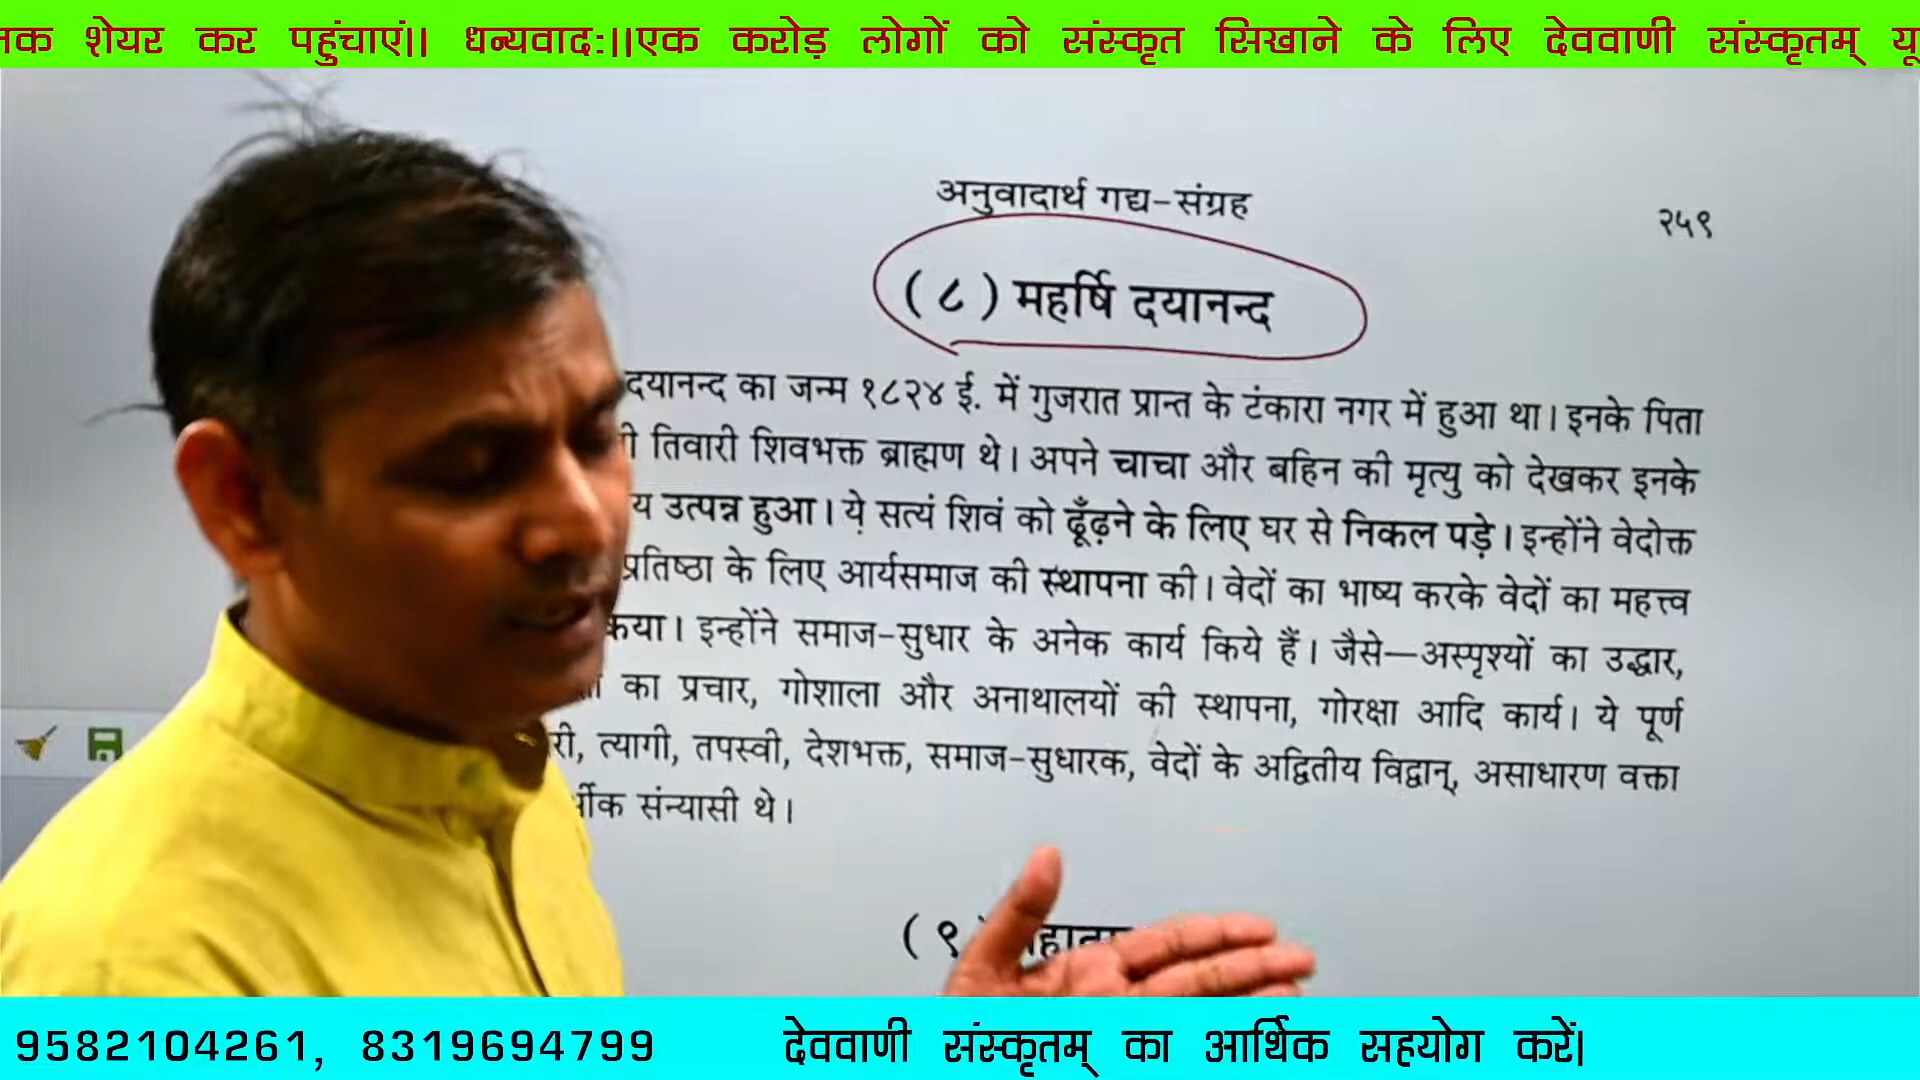 शेयर कर पहुंचाएं।। धन्यवादः।।एक करोड़ लोगों को संस्कृत सिखाने के लिए देववाणी संस्कृतम्
अनुवादार्थ गद्य-संग्रह
२५९
(८) महर्षि दयानन्द
दयानन्द का जन्म १८२४ ई. में गुजरात प्रान्त के टंकारा नगर में हुआ था। इनके पिता
तिवारी शिवभक्त ब्राह्मण थे। अपने चाचा और बहिन की मृत्यु को देखकर इनके
उत्पन्न हुआ। ये सत्यं शिवं को ढूँढ़ने के लिए घर से निकल पड़े। इन्होंने वेदोक्त
प्रतिष्ठा के लिए आर्यसमाज की स्थापना की। वेदों का भाष्य करके वेदों का महत्त्व
इन्होंने समाज-सुधार के अनेक कार्य किये हैं। जैसे—अस्पृश्यों का उद्धार,
का प्रचार, गोशाला और अनाथालयों की स्थापना, गोरक्षा आदि कार्य। ये पूर्ण
त्यागी, तपस्वी, देशभक्त, समाज-सुधारक, वेदों के अद्वितीय विद्वान्, असाधारण वक्ता
संन्यासी थे।
(९
9582104261, 8319694799 देववाणी संस्कृतम् का आर्थिक सहयोग करें।